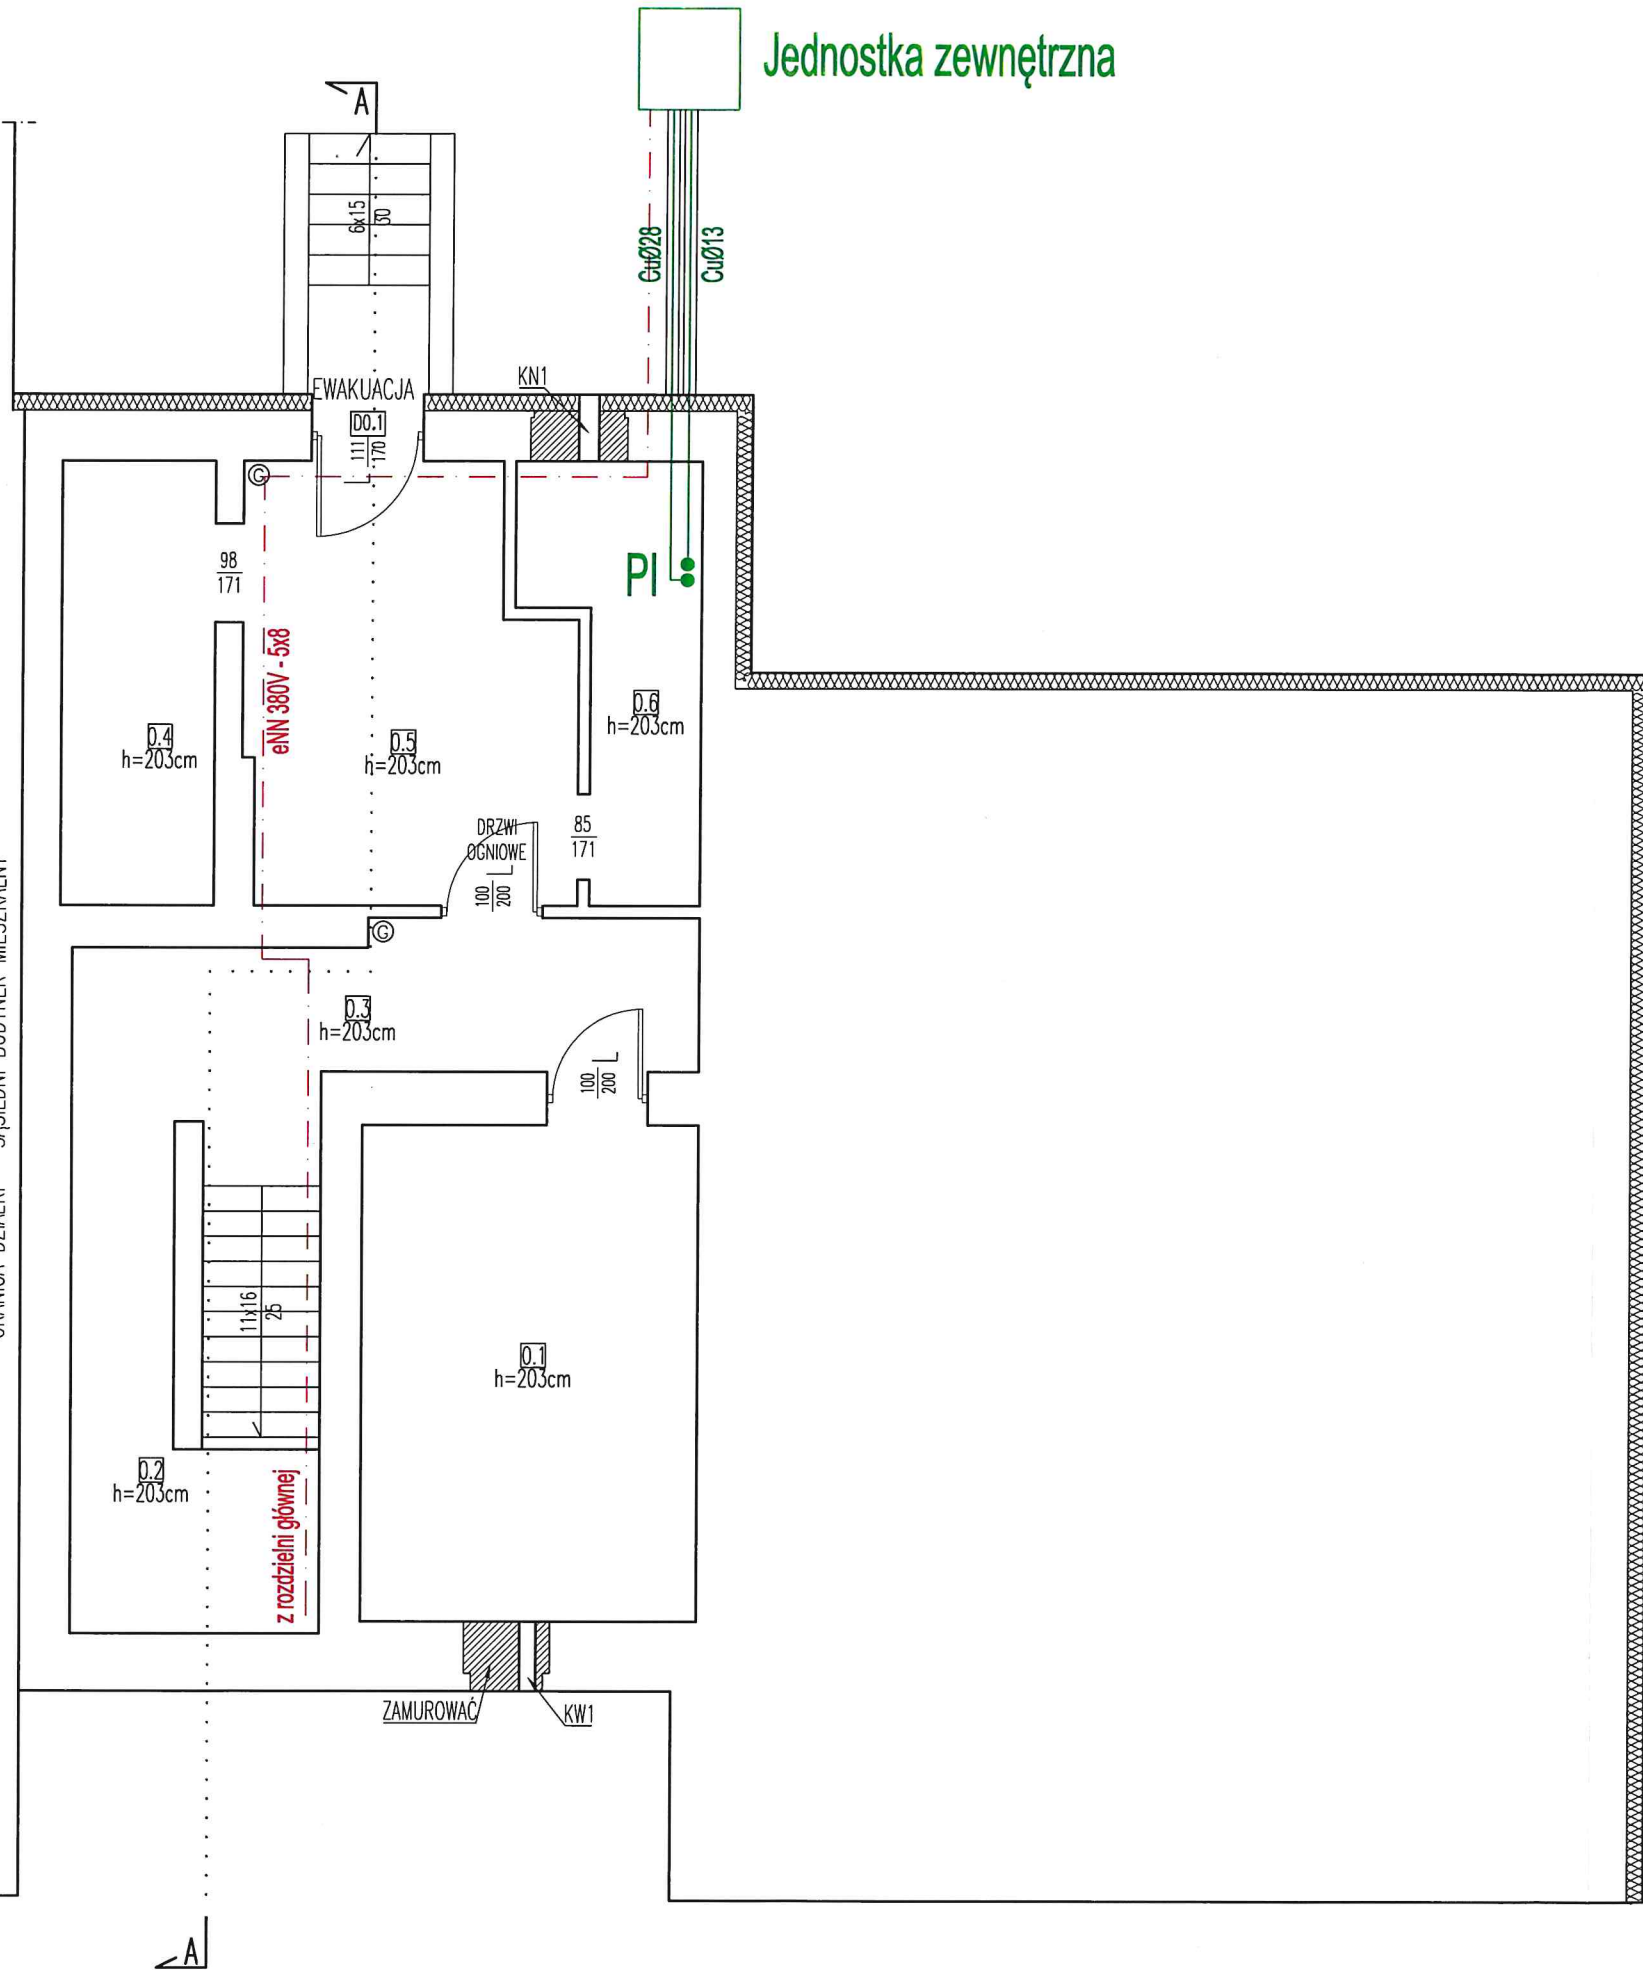 Jednostka zewnętrzna
A
6x15
30
CuØ28
CuØ13
EWAKUACJA
KN1
D0.1
111
170
G
98
171
PI
eNN 380V - 5x8
0.6
h=203cm
0.4
h=203cm
0.5
h=203cm
DRZWI
OGNIOWE
85
171
100
200
G
0.3
h=203cm
100
200
11x16
25
0.1
h=203cm
0.2
h=203cm
z rozdzielni głównej
ZAMUROWAĆ
KW1
A